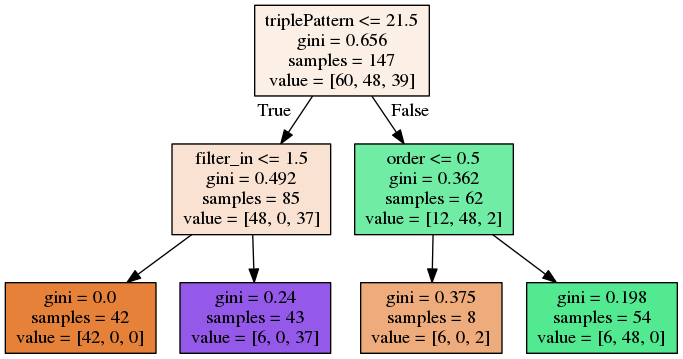 triplePattern <= 21.5
gini = 0.656
samples = 147
value = [60, 48, 39]
True
False
filter_in <= 1.5
gini = 0.492
samples = 85
value = [48, 0, 37]
order <= 0.5
gini = 0.362
samples = 62
value = [12, 48, 2]
gini = 0.0
samples = 42
value = [42, 0, 0]
gini = 0.24
samples = 43
value = [6, 0, 37]
gini = 0.375
samples = 8
value = [6, 0, 2]
gini = 0.198
samples = 54
value = [6, 48, 0]